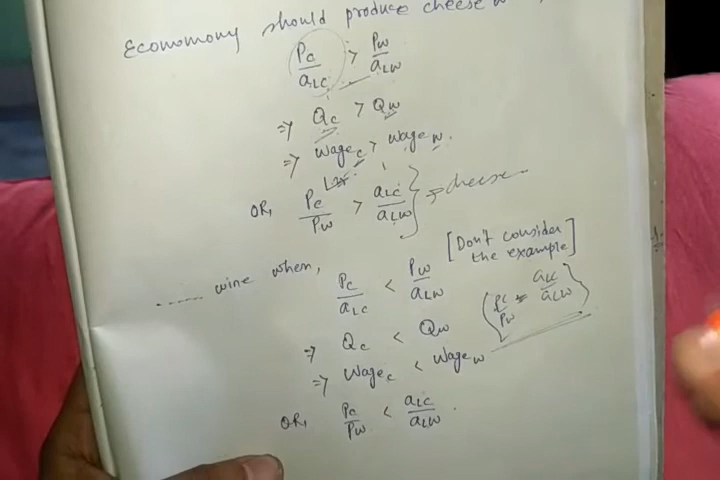 Economony should produce cheese w
Pc/aLC > Pw/aLW
=> Qc > Qw
=> Wagec > Wagew.
OR, Pc/Pw > aLC/aLW } => cheese
...... wine when, [Don't consider the example]
Pc/aLC < Pw/aLW
(Pc/Pw = aLC/aLW)
=> Qc < Qw
=> Wagec < Wagew
OR, Pc/Pw < aLC/aLW.